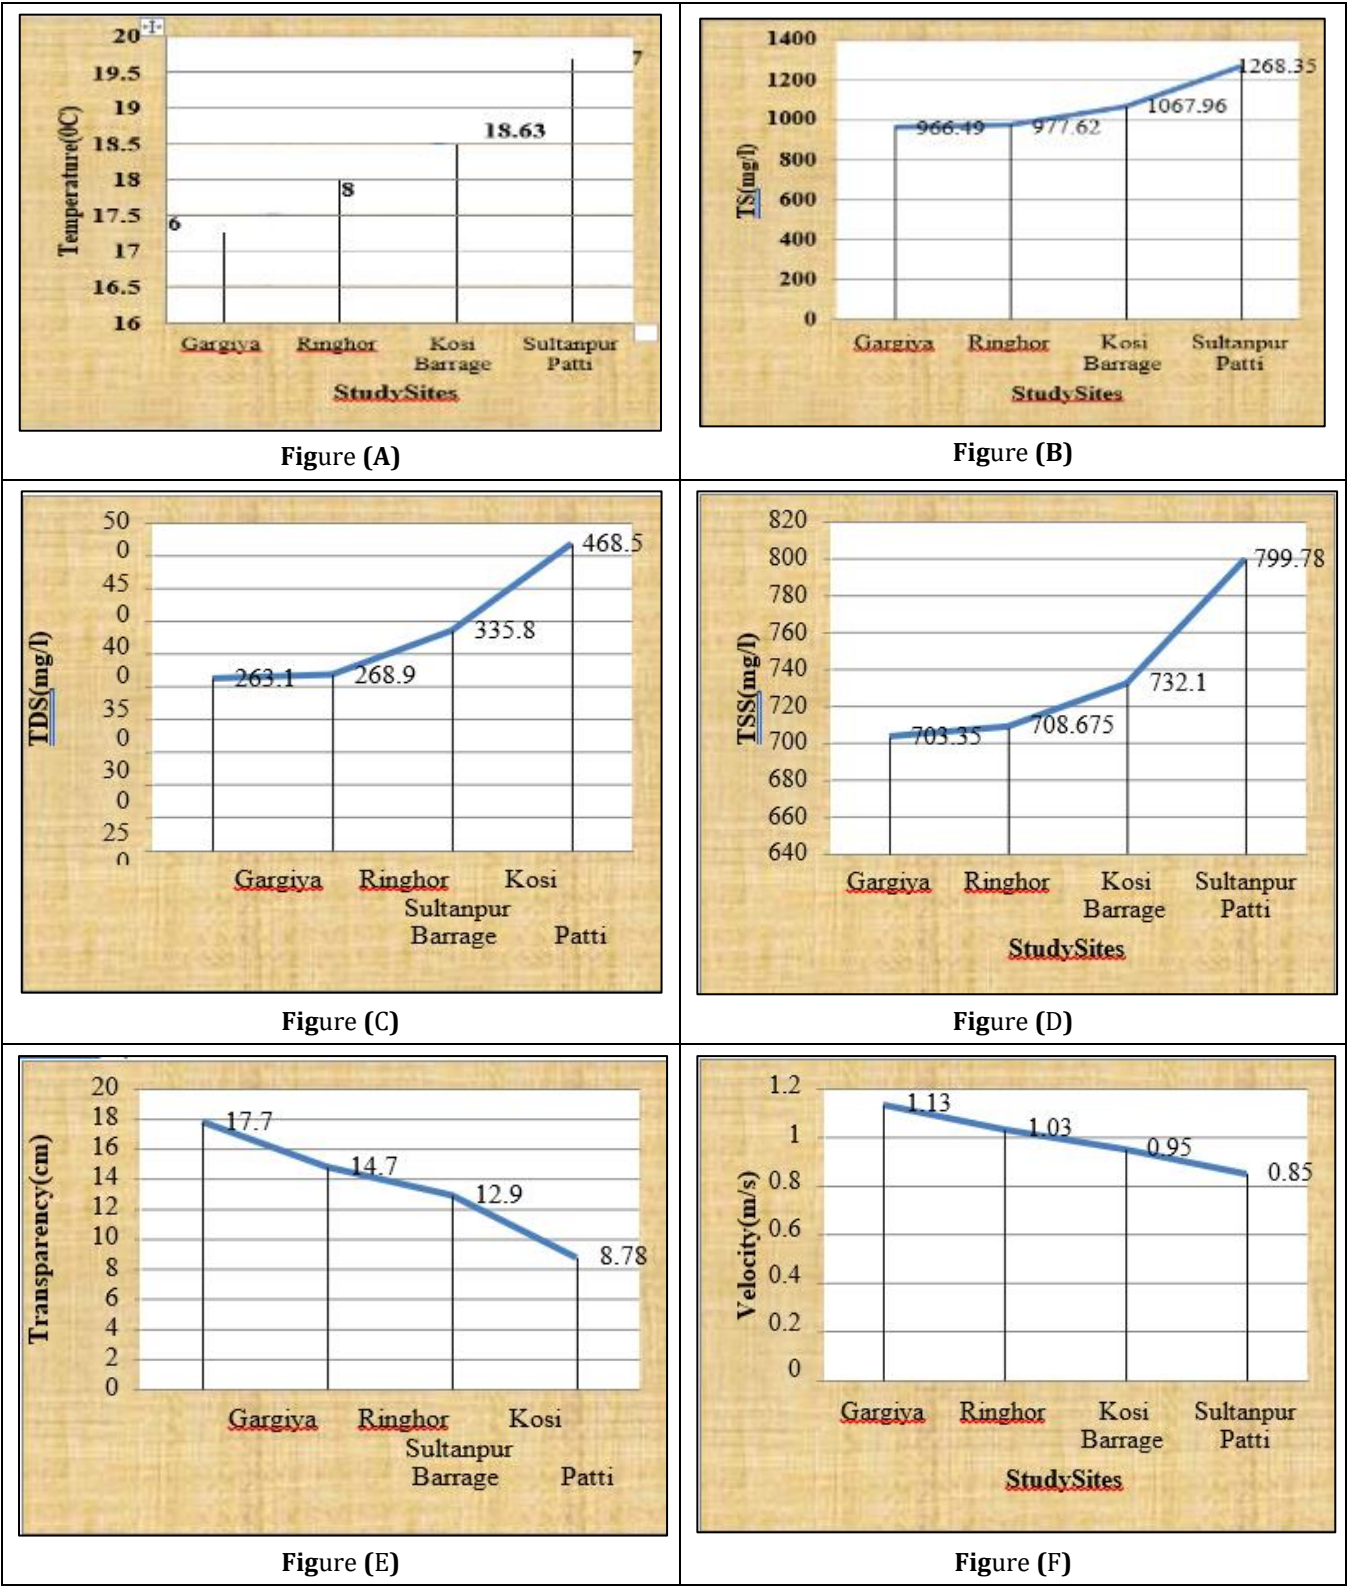 20
19.5
19
18.5
18
17.5
17
16.5
16
Temperature(0C)
6
8
18.63
7
Gargiya Ringhor Kosi Sultanpur
Barrage Patti
StudySites
Figure (A)
1400
1200
1000
800
600
400
200
0
TS(mg/l)
966.49
977.62
1067.96
1268.35
Gargiya Ringhor Kosi Sultanpur
Barrage Patti
StudySites
Figure (B)
50
0
45
0
40
0
35
0
30
0
25
0
TDS(mg/l)
263.1
268.9
335.8
468.5
Gargiya Ringhor Kosi
Sultanpur
Barrage Patti
Figure (C)
820
800
780
760
740
720
700
680
660
640
TSS(mg/l)
703.35
708.675
732.1
799.78
Gargiya Ringhor Kosi Sultanpur
Barrage Patti
StudySites
Figure (D)
20
18
16
14
12
10
8
6
4
2
0
Transparency(cm)
17.7
14.7
12.9
8.78
Gargiya Ringhor Kosi
Sultanpur
Barrage Patti
Figure (E)
1.2
1
0.8
0.6
0.4
0.2
0
Velocity(m/s)
1.13
1.03
0.95
0.85
Gargiya Ringhor Kosi Sultanpur
Barrage Patti
StudySites
Figure (F)